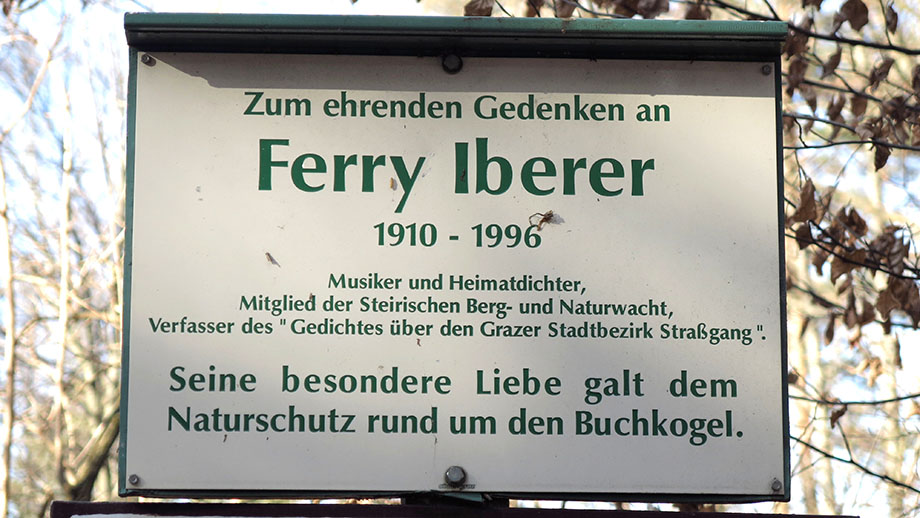 Zum ehrenden Gedenken an
Ferry Iberer
1910 - 1996
Musiker und Heimatdichter,
Mitglied der Steirischen Berg- und Naturwacht,
Verfasser des "Gedichtes über den Grazer Stadtbezirk Straßgang".
Seine besondere Liebe galt dem
Naturschutz rund um den Buchkogel.